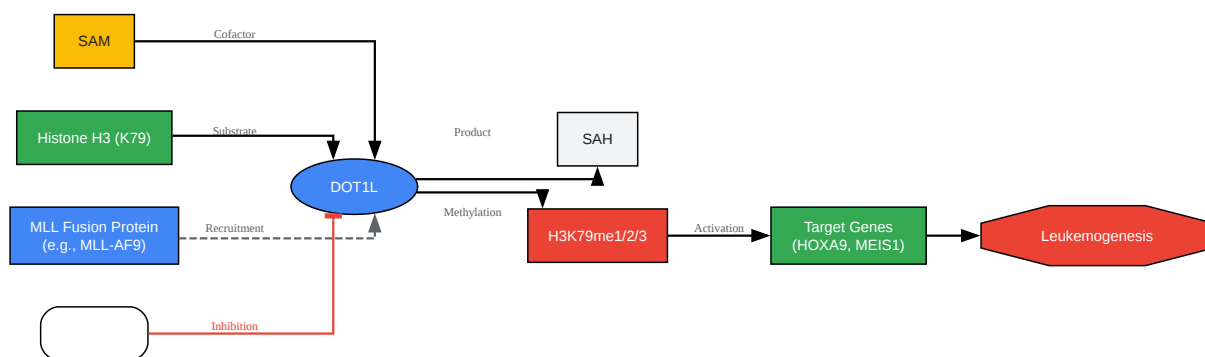 SAM
Cofactor
Histone H3 (K79)
Substrate
Product
SAH
DOT1L
MLL Fusion Protein
(e.g., MLL-AF9)
Recruitment
Methylation
H3K79me1/2/3
Activation
Target Genes
(HOXA9, MEIS1)
Leukemogenesis
Inhibition